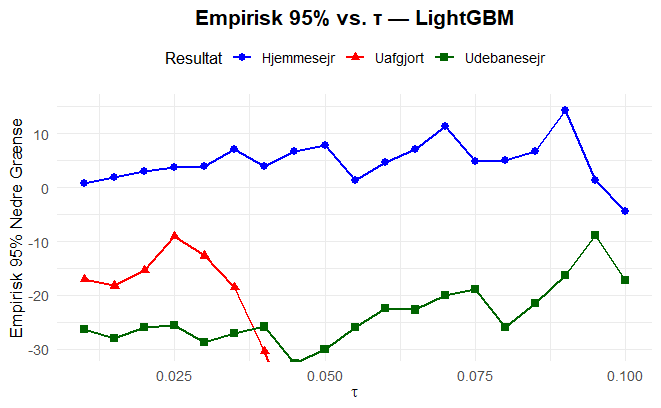 Empirisk 95% vs. τ — LightGBM
Resultat Hjemmesejr Uafgjort Udebanesejr
Empirisk 95% Nedre Grænse
10
0
-10
-20
-30
0.025 0.050 0.075 0.100
τ